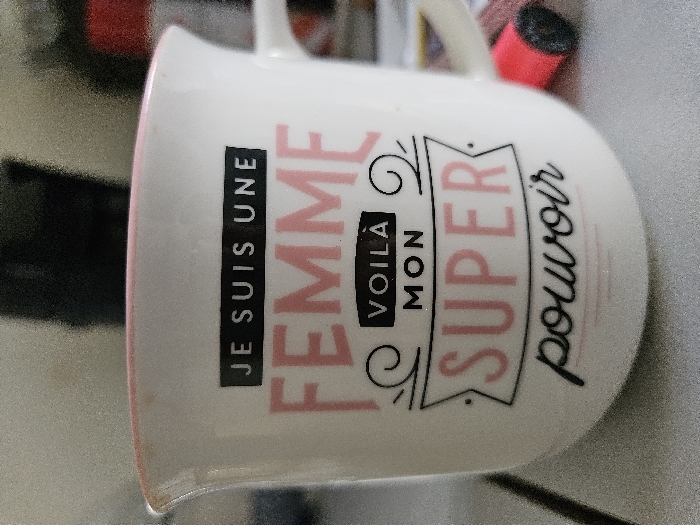 JE SUIS UNE
FEMME
VOILÀ
MON
SUPER
pouvoir